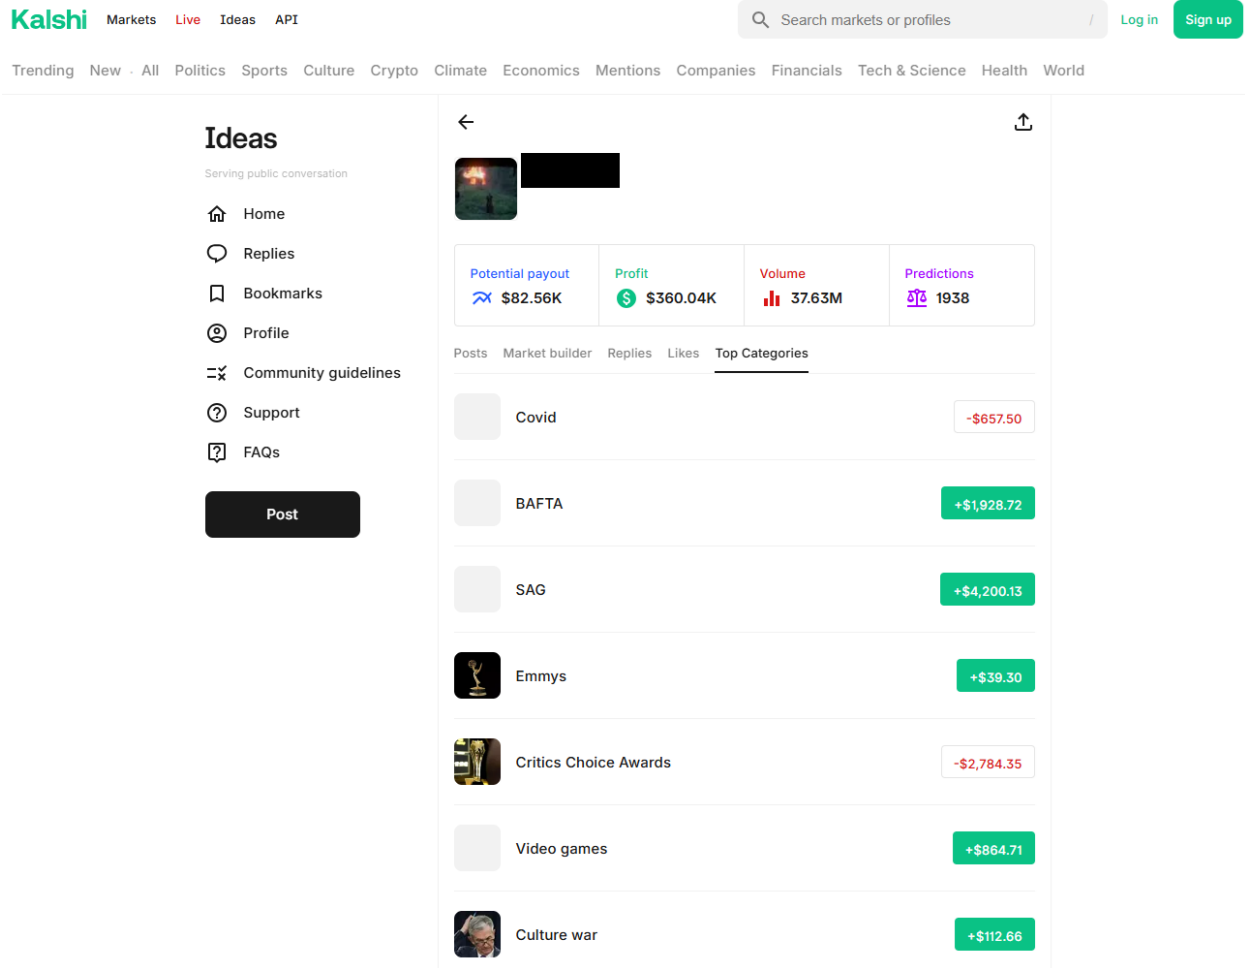 Kalshi Markets Live Ideas API Search markets or profiles / Log in Sign up
Trending New · All Politics Sports Culture Crypto Climate Economics Mentions Companies Financials Tech & Science Health World
Ideas
Serving public conversation
Home
Replies
Bookmarks
Profile
Community guidelines
Support
FAQs
Post
Potential payout Profit Volume Predictions
$82.56K $360.04K 37.63M 1938
Posts Market builder Replies Likes Top Categories
Covid -$657.50
BAFTA +$1,928.72
SAG +$4,200.13
Emmys +$39.30
Critics Choice Awards -$2,784.35
Video games +$864.71
Culture war +$112.66